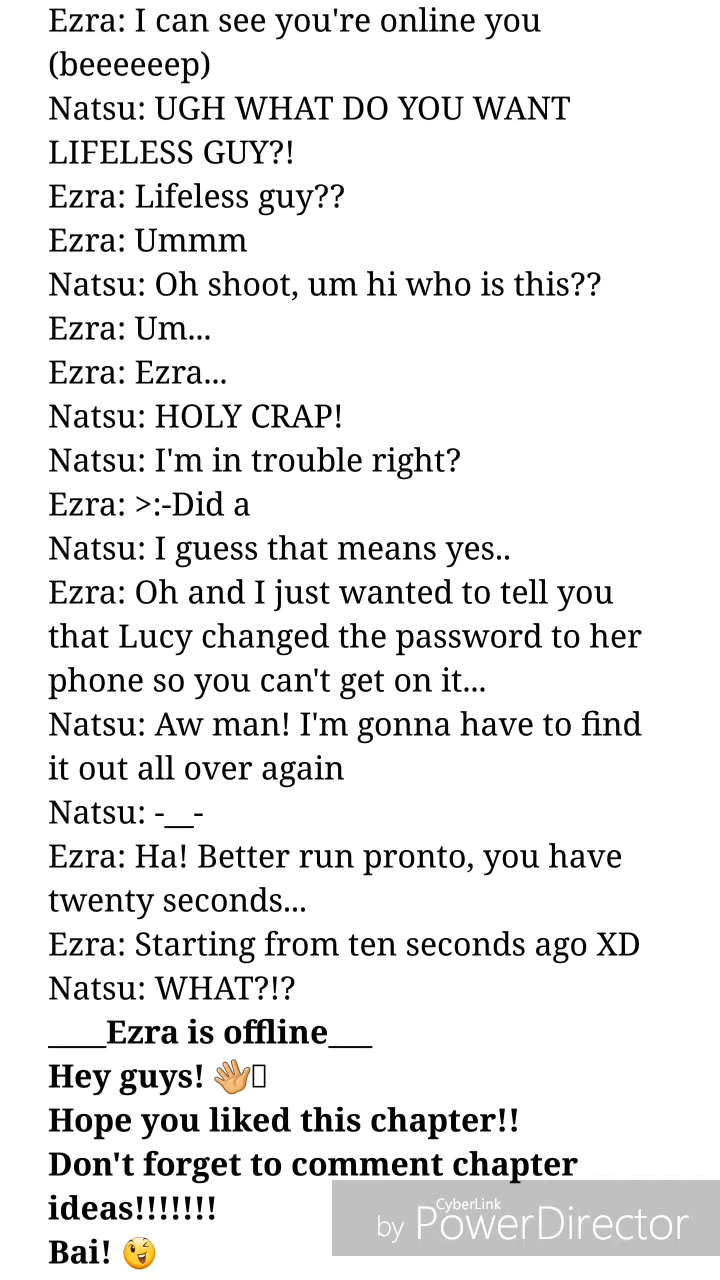 Ezra: I can see you're online you
(beeeeeep)
Natsu: UGH WHAT DO YOU WANT
LIFELESS GUY?!
Ezra: Lifeless guy??
Ezra: Ummm
Natsu: Oh shoot, um hi who is this??
Ezra: Um...
Ezra: Ezra...
Natsu: HOLY CRAP!
Natsu: I'm in trouble right?
Ezra: >:-Did a
Natsu: I guess that means yes..
Ezra: Oh and I just wanted to tell you
that Lucy changed the password to her
phone so you can't get on it...
Natsu: Aw man! I'm gonna have to find
it out all over again
Natsu: -__-
Ezra: Ha! Better run pronto, you have
twenty seconds...
Ezra: Starting from ten seconds ago XD
Natsu: WHAT?!?
____Ezra is offline___
Hey guys! 👋
Hope you liked this chapter!!
Don't forget to comment chapter
ideas!!!!!!!
Bai! 😉
CyberLink
by PowerDirector